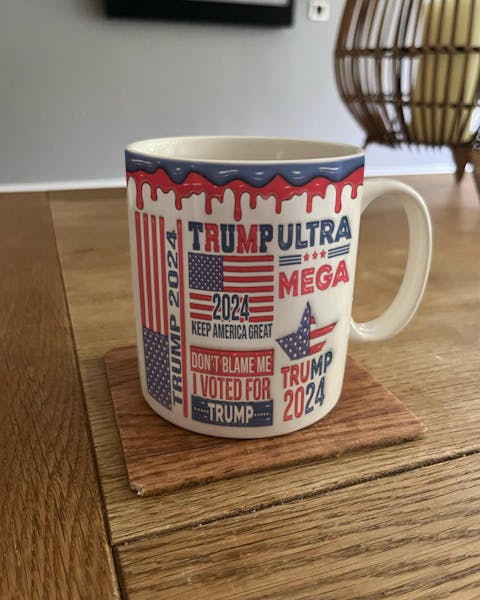 TRUMP 2024
TRUMP
2024
KEEP AMERICA GREAT
DON'T BLAME ME
I VOTED FOR
TRUMP
ULTRA
MEGA
TRUMP
2024